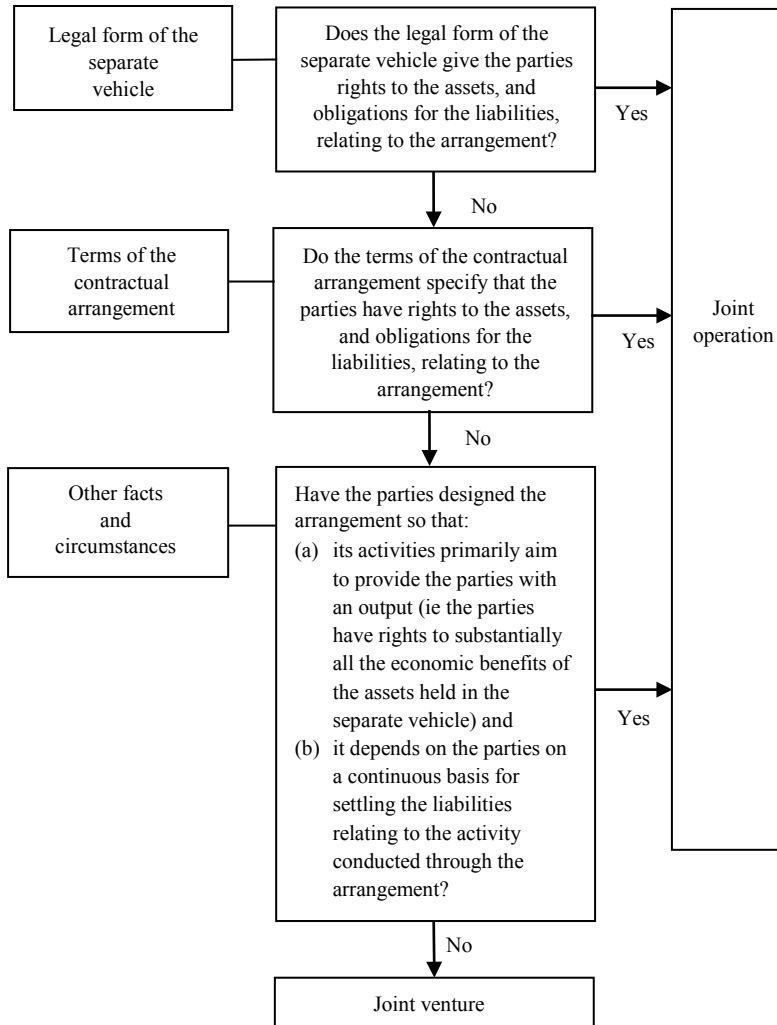 Legal form of the
separate
vehicle
Does the legal form of the
separate vehicle give the parties
rights to the assets, and
obligations for the liabilities,
relating to the arrangement?
Yes
No
Terms of the
contractual
arrangement
Do the terms of the contractual
arrangement specify that the
parties have rights to the assets,
and obligations for the
liabilities, relating to the
arrangement?
Yes
Joint
operation
No
Other facts
and
circumstances
Have the parties designed the
arrangement so that:
(a) its activities primarily aim
to provide the parties with
an output (ie the parties
have rights to substantially
all the economic benefits of
the assets held in the
separate vehicle) and
(b) it depends on the parties on
a continuous basis for
settling the liabilities
relating to the activity
conducted through the
arrangement?
Yes
No
Joint venture